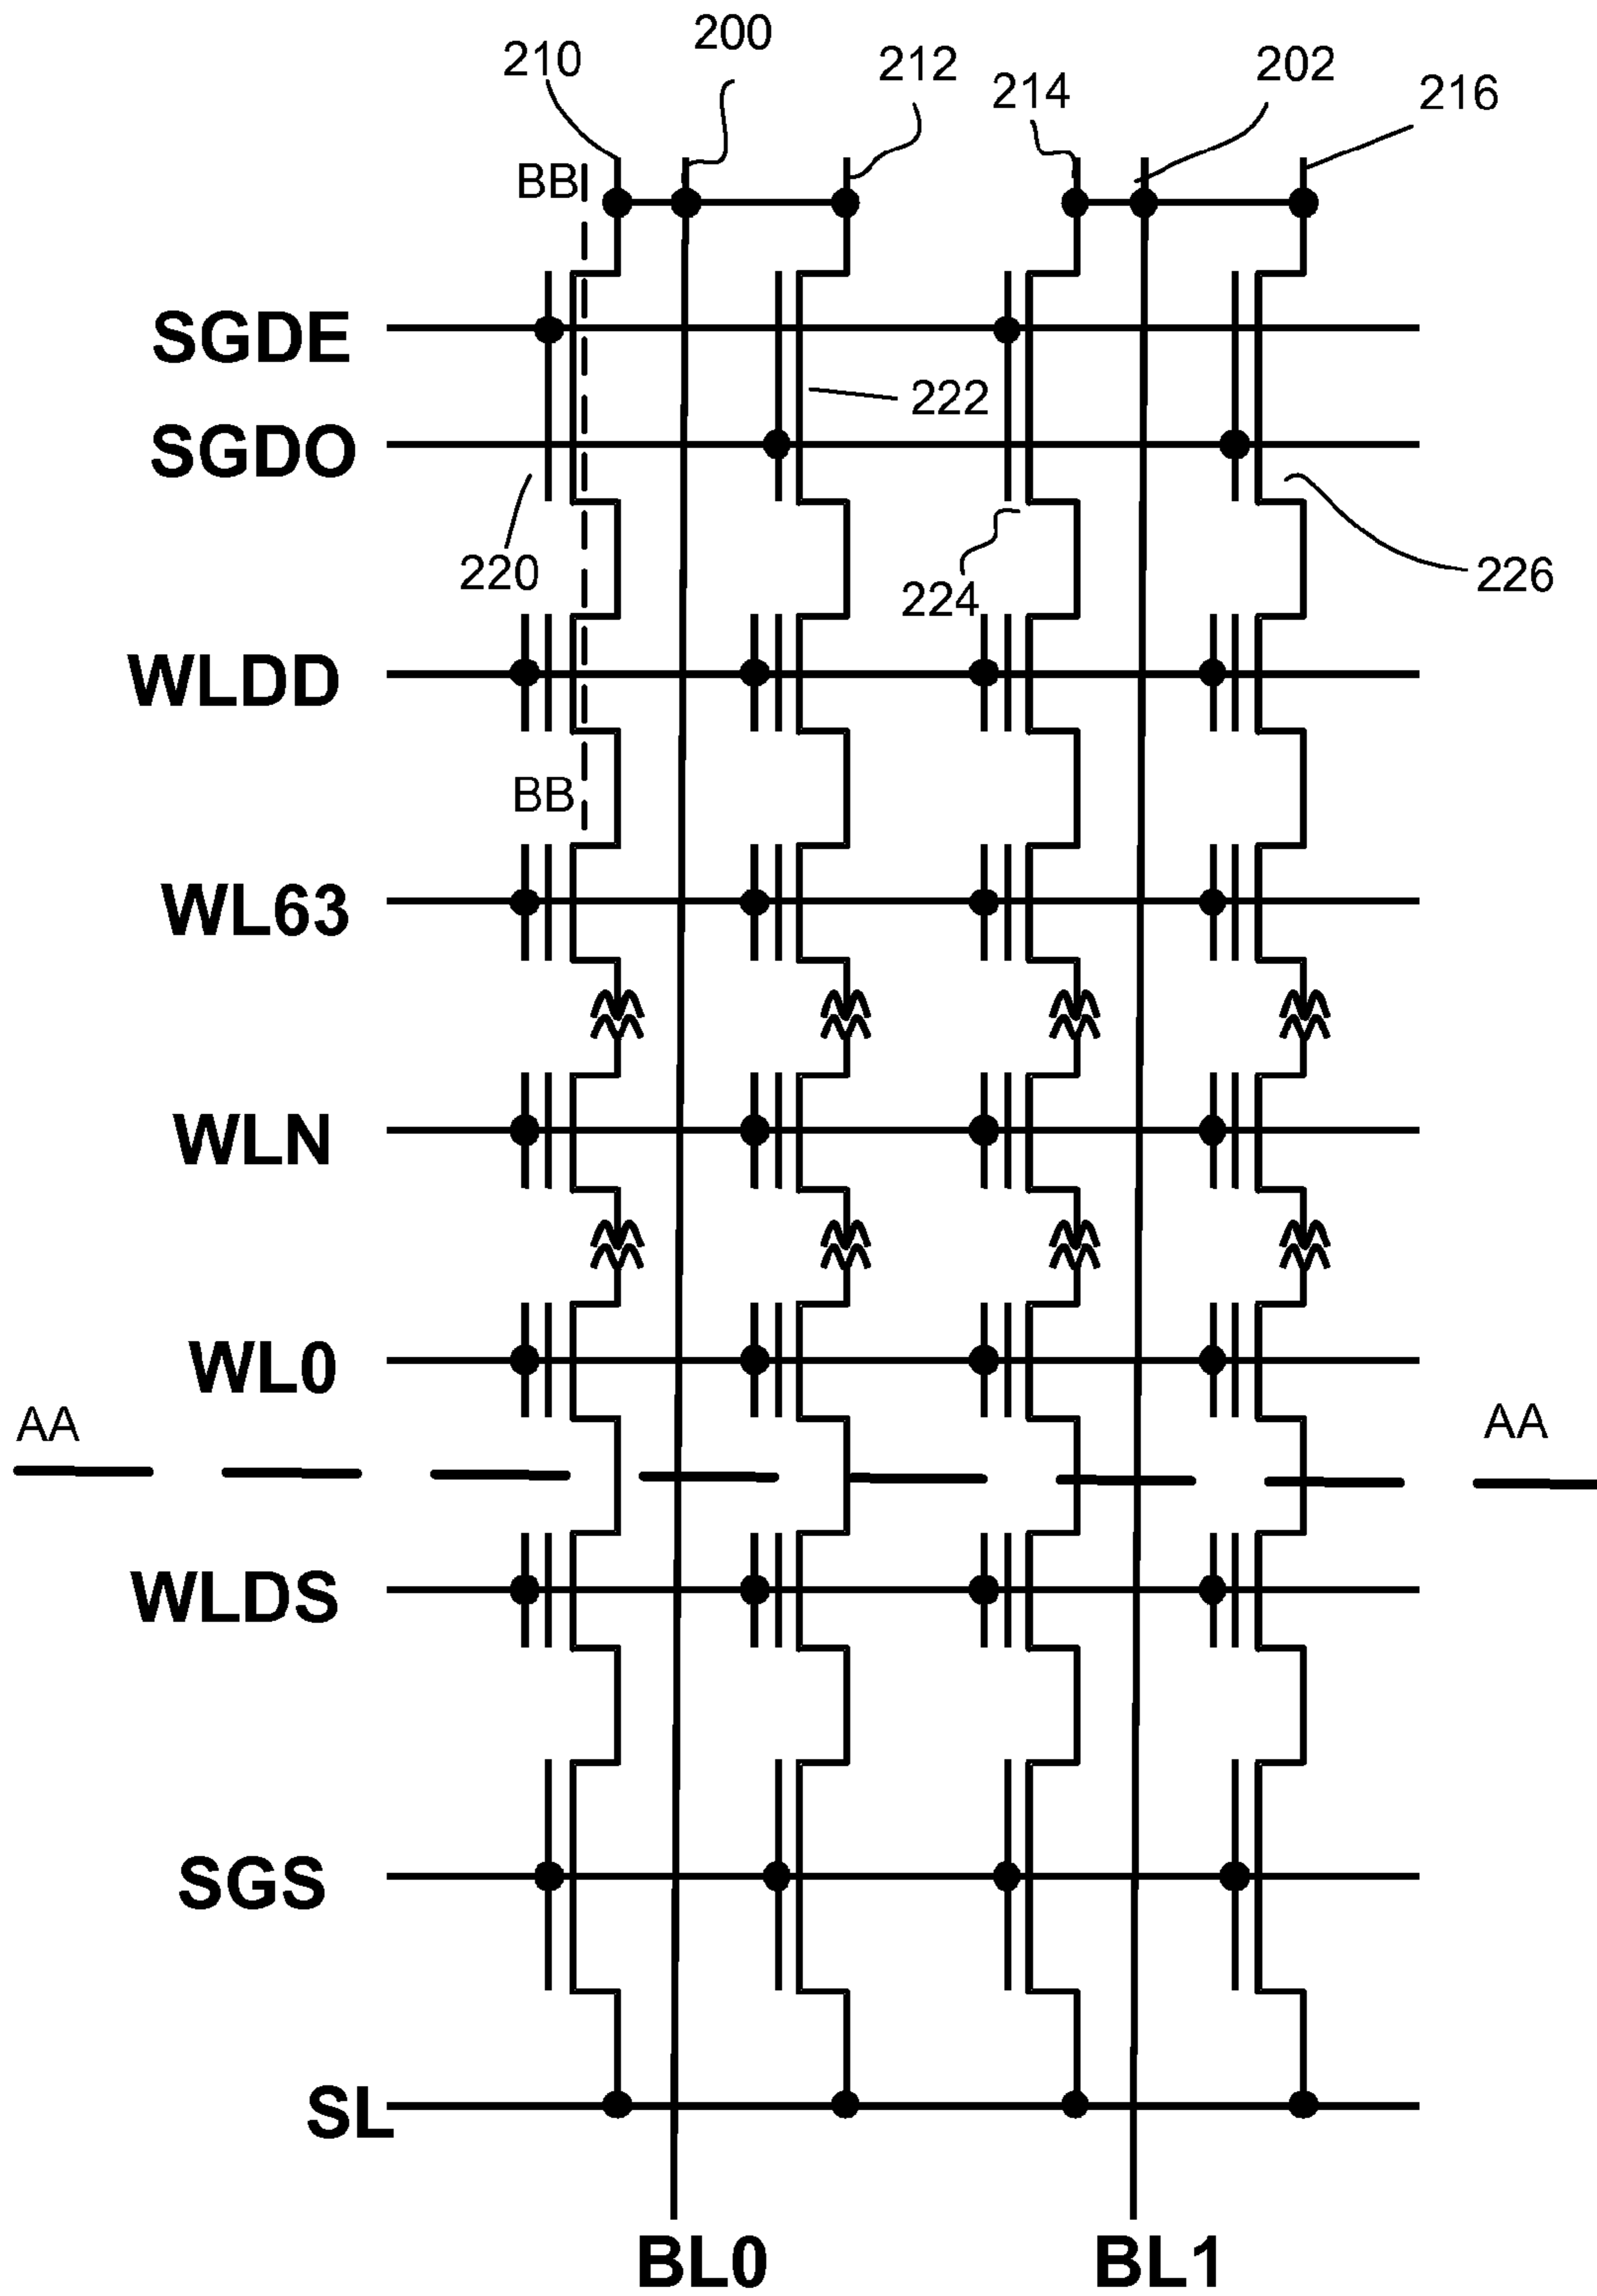 200
210
212
202
214
216
BB
SGDE
222
SGDO
220
226
224
WLDD
BB
WL63
WLN
WL0
AA
AA
WLDS
SGS
SL
BL0
BL1